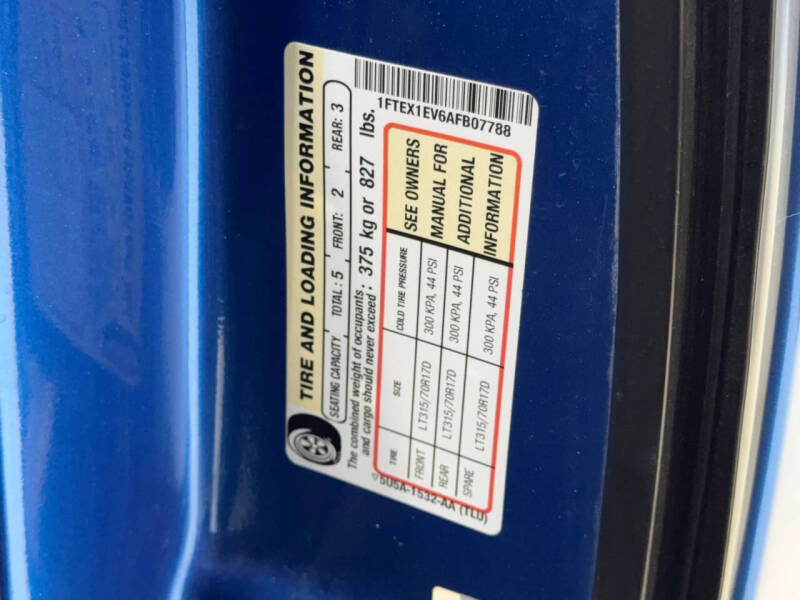 TIRE AND LOADING INFORMATION
SEATING CAPACITY TOTAL : 5 FRONT: 2 REAR: 3
The combined weight of occupants
and cargo should never exceed : 375 kg or 827 lbs.
TIRE SIZE COLD TIRE PRESSURE SEE OWNERS
FRONT LT315/70R17D 300 KPA, 44 PSI MANUAL FOR
REAR LT315/70R17D 300 KPA, 44 PSI ADDITIONAL
SPARE LT315/70R17D 300 KPA, 44 PSI INFORMATION
5U5A-1532-AA (TLU)
1FTEX1EV6AFB07788